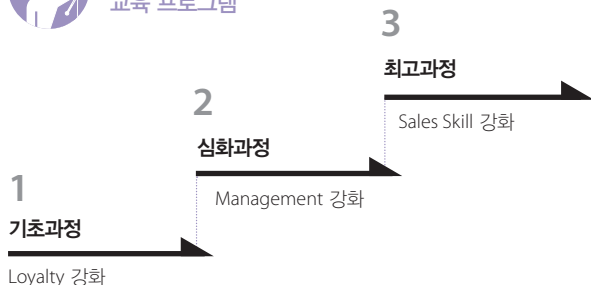 교육 프로그램
3
최고과정
Sales Skill 강화
2
심화과정
Management 강화
1
기초과정
Loyalty 강화